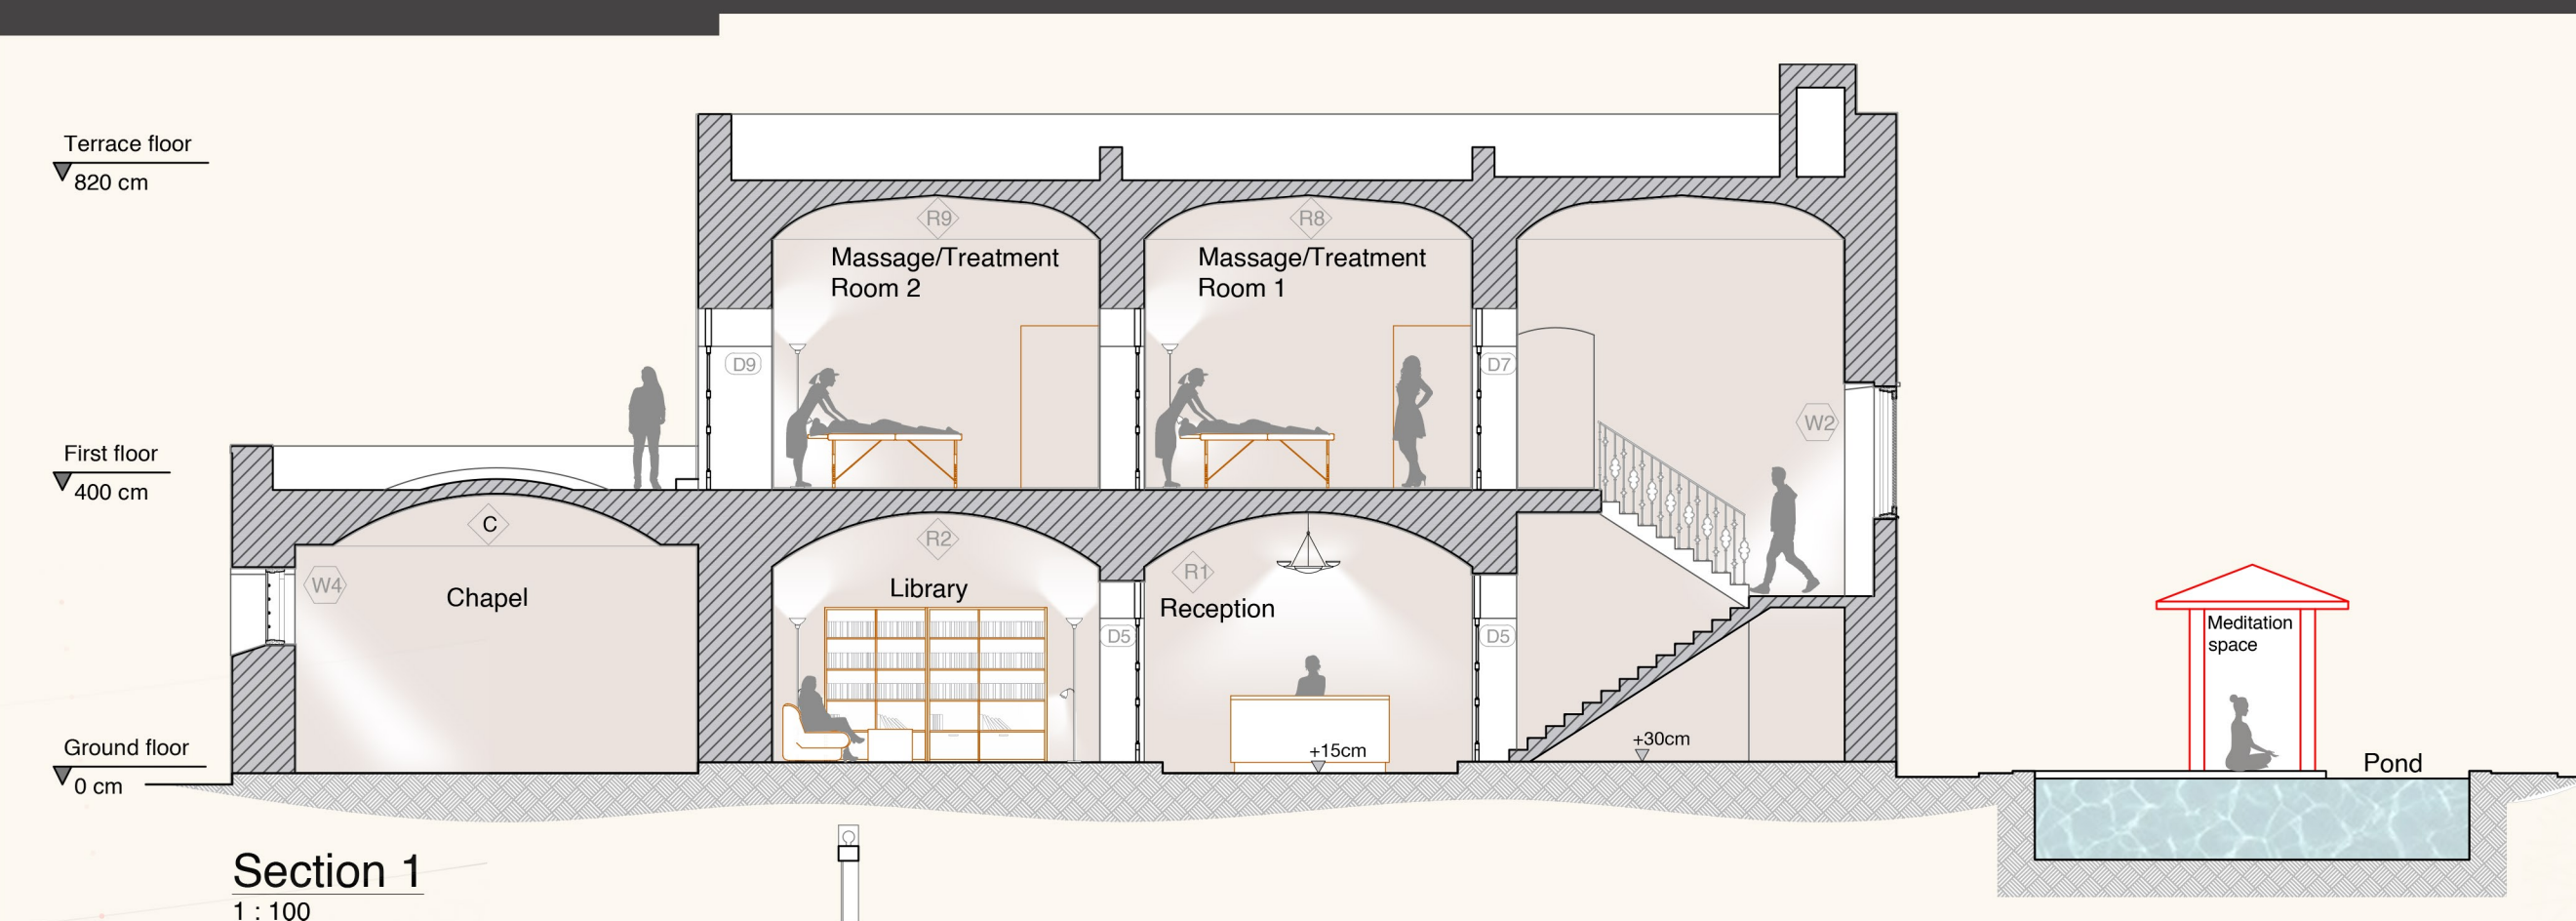 Terrace floor
820 cm
R9
R8
Massage/Treatment
Room 2
Massage/Treatment
Room 1
D9
D7
W2
First floor
400 cm
C
R2
R1
W4
Chapel
Library
Reception
D5
D5
Meditation
space
Ground floor
0 cm
+15cm
+30cm
Pond
Section 1
1 : 100